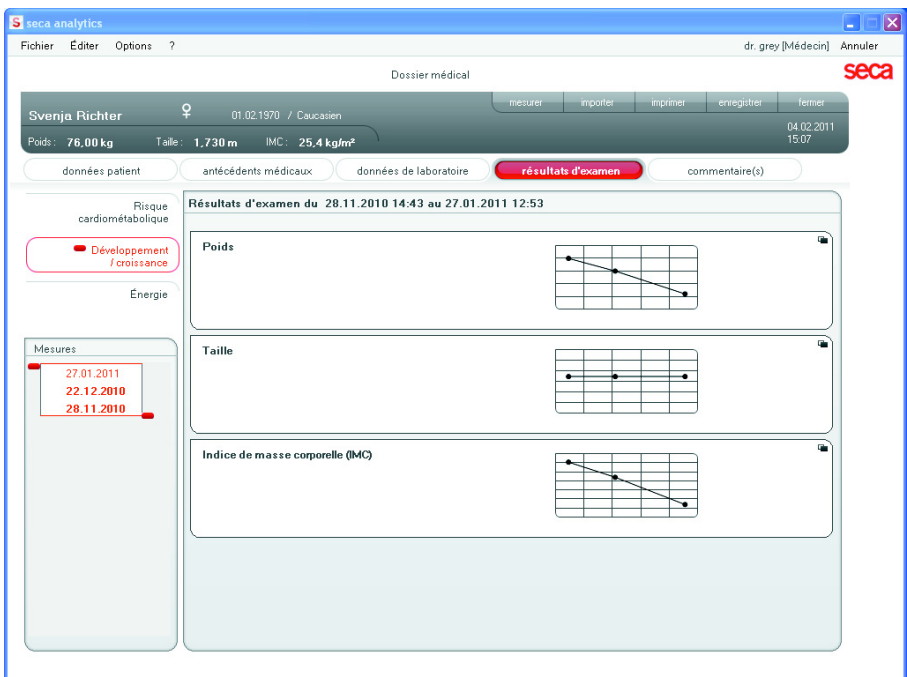 S seca analytics
Fichier Éditer Options ? dr. grey [Médecin] Annuler
Dossier médical
seca
mesurer importer imprimer enregistrer fermer
Svenja Richter ♀ 01.02.1970 / Caucasien
04.02.2011
15:07
Poids : 76,00 kg Taille : 1,730 m IMC : 25,4 kg/m²
données patient antécédents médicaux données de laboratoire résultats d'examen commentaire(s)
Risque
cardiométabolique
Développement
/ croissance
Énergie
Mesures
27.01.2011
22.12.2010
28.11.2010
Résultats d'examen du 28.11.2010 14:43 au 27.01.2011 12:53
Poids
Taille
Indice de masse corporelle (IMC)